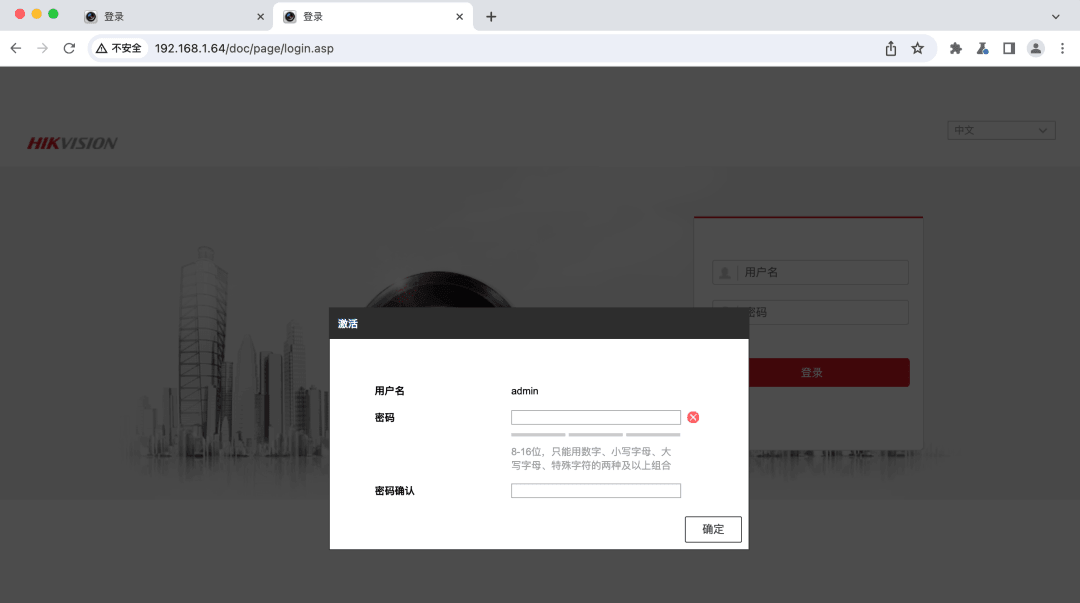 登录
登录
不安全
192.168.1.64/doc/page/login.asp
HIKVISION
中文
用户名
密码
登录
激活
用户名
admin
密码
8-16位，只能用数字、小写字母、大
写字母、特殊字符的两种及以上组合
密码确认
确定